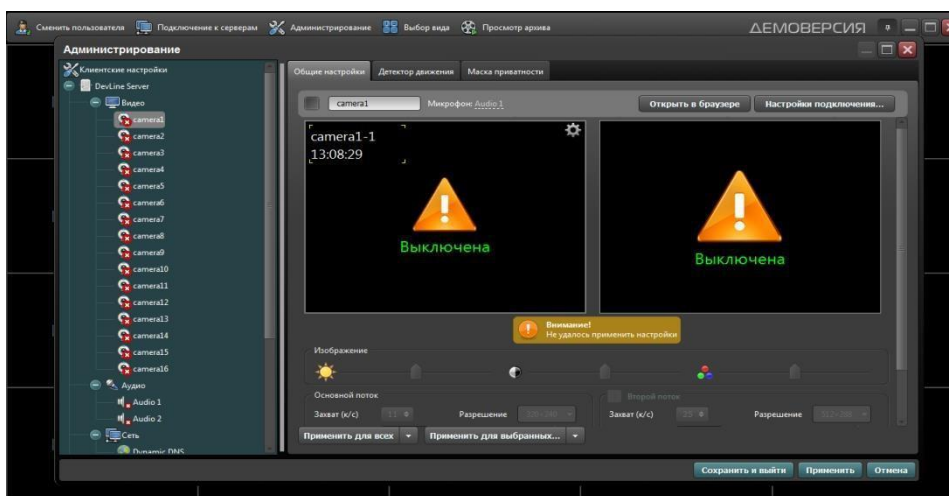 Сменить пользователя Подключение к серверам Администрирование Выбор вида Просмотр архива ДЕМОВЕРСИЯ
Администрирование
Клиентские настройки
DevLine Server
Видео
camera1
camera2
camera3
camera4
camera5
camera6
camera7
camera8
camera9
camera10
camera11
camera12
camera13
camera14
camera15
camera16
Аудио
Audio 1
Audio 2
Сеть
Dynamic DNS
Общие настройки Детектор движения Маска приватности
camera1 Микрофон: Audio 1 Открыть в браузере Настройки подключения...
camera1-1
13:08:29
Выключена
Выключена
Внимание!
Не удалось применить настройки
Изображение
Основной поток Второй поток
Захват (к/с) 11 Разрешение Захват (к/с) 25 Разрешение
Применить для всех Применить для выбранных...
Сохранить и выйти Применить Отмена